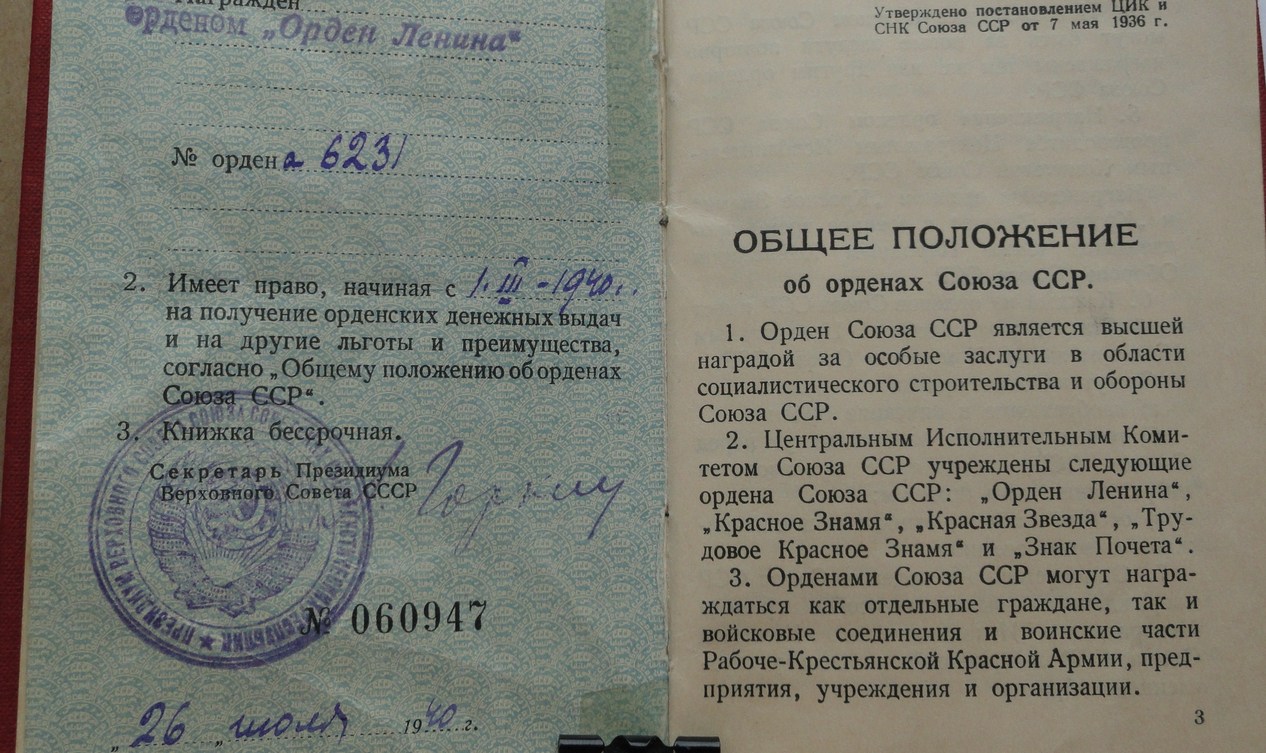 Награжден
орденом „Орден Ленина“
№ ордена 6231
2. Имеет право, начиная с 1.III-1940г.
на получение орденских денежных выдач
и на другие льготы и преимущества,
согласно „Общему положению об орденах
Союза ССР“.
3. Книжка бессрочная.
Секретарь Президиума
Верховного Совета СССР
№ 060947
„26 „ июля 1940 г.
Утверждено постановлением ЦИК и
СНК Союза ССР от 7 мая 1936 г.
ОБЩЕЕ ПОЛОЖЕНИЕ
об орденах Союза ССР.
1. Орден Союза ССР является высшей
наградой за особые заслуги в области
социалистического строительства и обороны
Союза ССР.
2. Центральным Исполнительным Коми-
тетом Союза ССР учреждены следующие
ордена Союза ССР: „Орден Ленина“,
„Красное Знамя“, „Красная Звезда“, „Тру-
довое Красное Знамя“ и „Знак Почета“.
3. Орденами Союза ССР могут награ-
ждаться как отдельные граждане, так и
войсковые соединения и воинские части
Рабоче-Крестьянской Красной Армии, пред-
приятия, учреждения и организации.
3